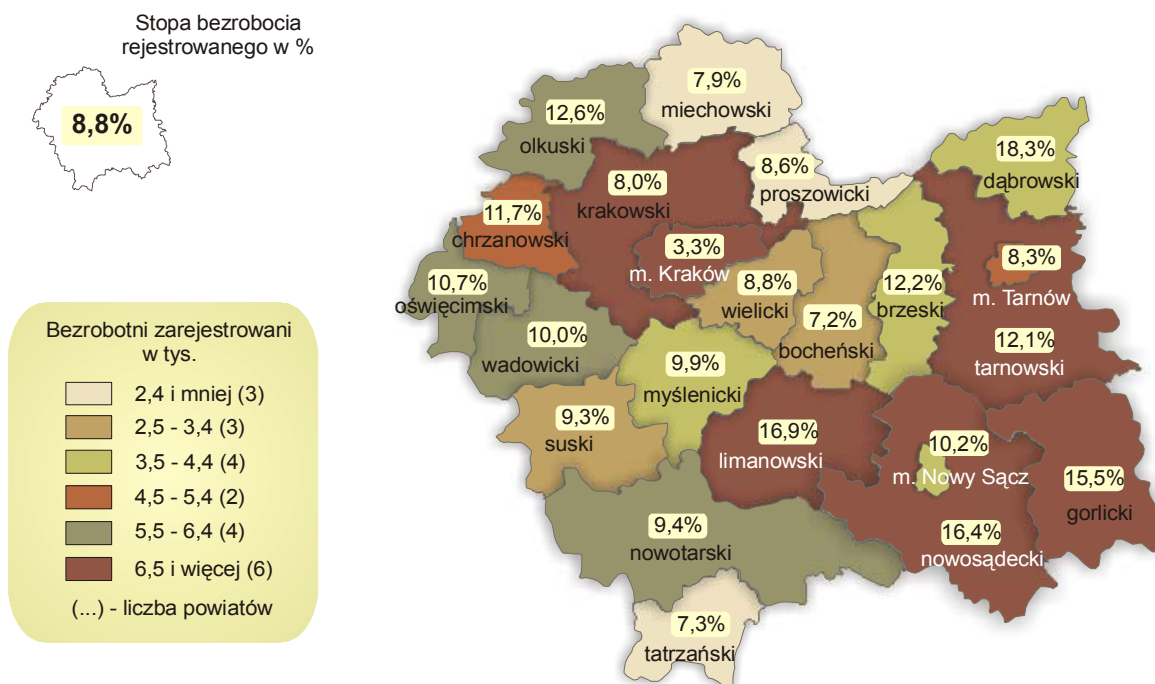 Stopa bezrobocia
rejestrowanego w %
8,8%
7,9%
miechowski
12,6%
olkuski
18,3%
dąbrowski
8,6%
proszowicki
8,0%
krakowski
11,7%
chrzanowski
3,3%
m. Kraków
8,3%
m. Tarnów
8,8%
wielicki
12,2%
brzeski
10,7%
oświęcimski
7,2%
bocheński
10,0%
wadowicki
12,1%
tarnowski
9,9%
myślenicki
9,3%
suski
16,9%
limanowski
10,2%
m. Nowy Sącz
15,5%
gorlicki
9,4%
nowotarski
16,4%
nowosądecki
7,3%
tatrzański
Bezrobotni zarejestrowani
w tys.
2,4 i mniej (3)
2,5 - 3,4 (3)
3,5 - 4,4 (4)
4,5 - 5,4 (2)
5,5 - 6,4 (4)
6,5 i więcej (6)
(...) - liczba powiatów